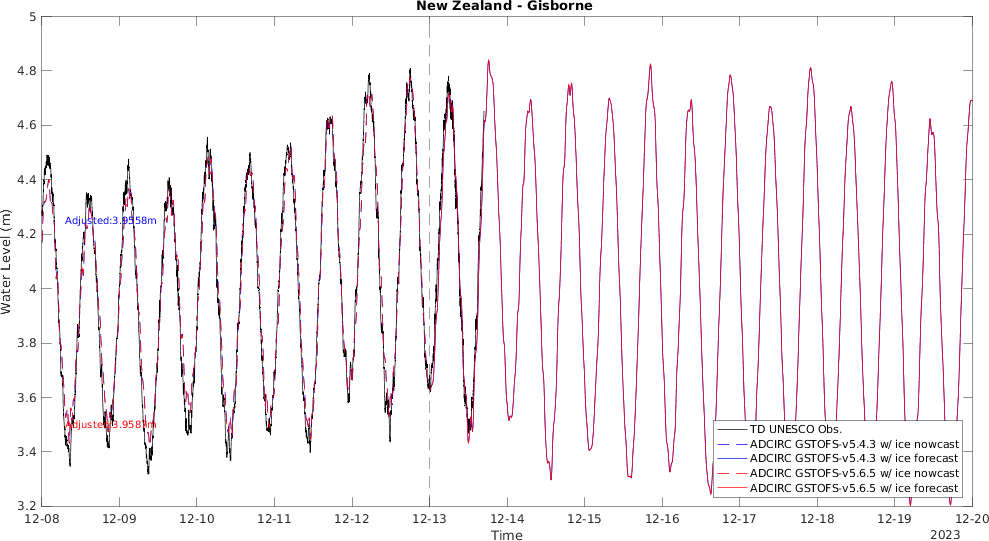 New Zealand - Gisborne
5
4.8
4.6
4.4
4.2
4
3.8
3.6
3.4
3.2
Water Level (m)
Adjusted:3.9558m
Adjusted:3.9587m
TD UNESCO Obs.
ADCIRC GSTOFS-v5.4.3 w/ ice nowcast
ADCIRC GSTOFS-v5.4.3 w/ ice forecast
ADCIRC GSTOFS-v5.6.5 w/ ice nowcast
ADCIRC GSTOFS-v5.6.5 w/ ice forecast
12-08 12-09 12-10 12-11 12-12 12-13 12-14 12-15 12-16 12-17 12-18 12-19 12-20
Time
2023